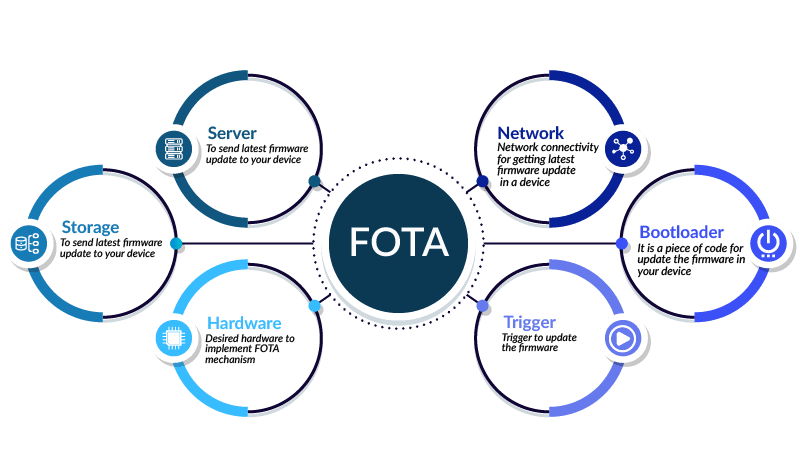 Server
To send latest firmware
update to your device
Network
Network connectivity
for getting latest
firmware update
in a device
Storage
To send latest firmware
update to your device
FOTA
Bootloader
It is a piece of code for
update the firmware in
your device
Hardware
Desired hardware to
implement FOTA
mechanism
Trigger
Trigger to update
the firmware